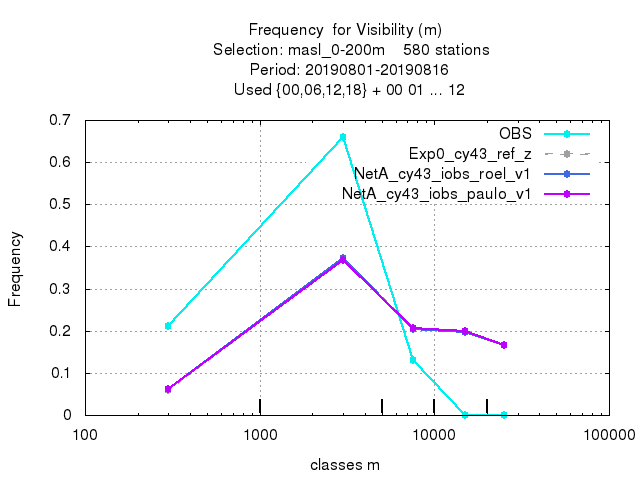 Frequency  for Visibility (m)
Selection: masl_0-200m    580 stations
Period: 20190801-20190816
Used {00,06,12,18} + 00 01 ... 12
0.7
0.6
0.5
0.4
0.3
0.2
0.1
0
Frequency
OBS
Exp0_cy43_ref_z
NetA_cy43_iobs_roel_v1
NetA_cy43_iobs_paulo_v1
100
1000
10000
100000
classes m